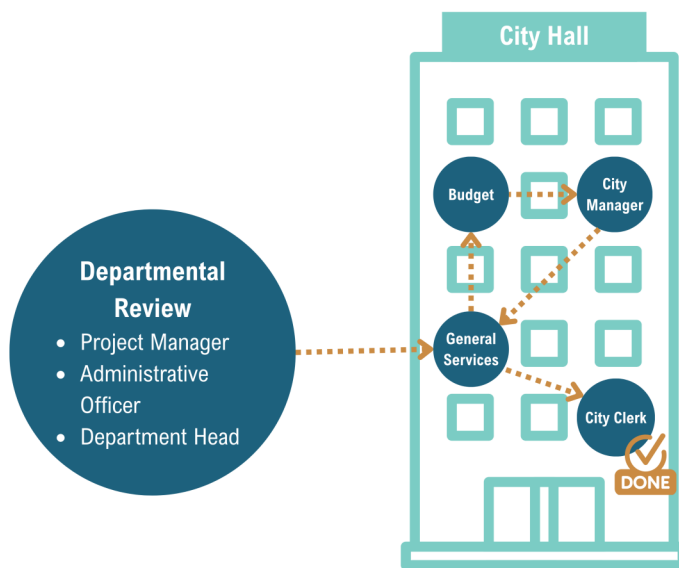 City Hall
Budget
City
Manager
Departmental
Review
• Project Manager
• Administrative
Officer
• Department Head
General
Services
City Clerk
DONE